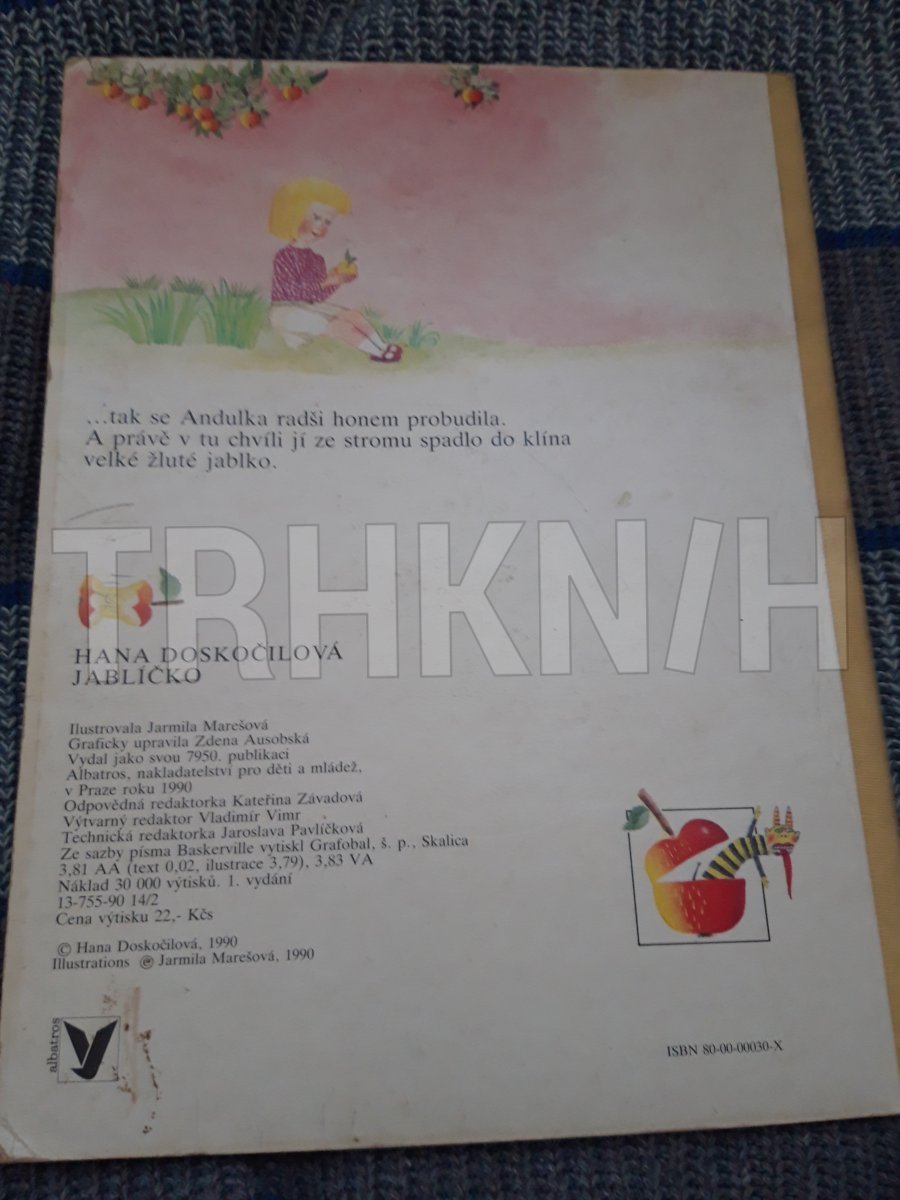 ...tak se Andulka radši honem probudila.
A právě v tu chvíli jí ze stromu spadlo do klína
velké žluté jablko.
TRHKNIH
HANA DOSKOČILOVÁ
JABLÍČKO
Ilustrovala Jarmila Marešová
Graficky upravila Zdena Ausobská
Vydal jako svou 7950. publikaci
Albatros, nakladatelství pro děti a mládež,
v Praze roku 1990
Odpovědná redaktorka Kateřina Závadová
Výtvarný redaktor Vladimír Vimr
Technická redaktorka Jaroslava Pavlíčková
Ze sazby písma Baskerville vytiskl Grafobal, š. p., Skalica
3,81 AA (text 0,02, ilustrace 3,79), 3,83 VA
Náklad 30 000 výtisků. 1. vydání
13-755-90 14/2
Cena výtisku 22,- Kčs
© Hana Doskočilová, 1990
Illustrations © Jarmila Marešová, 1990
albatros
ISBN 80-00-00030-X